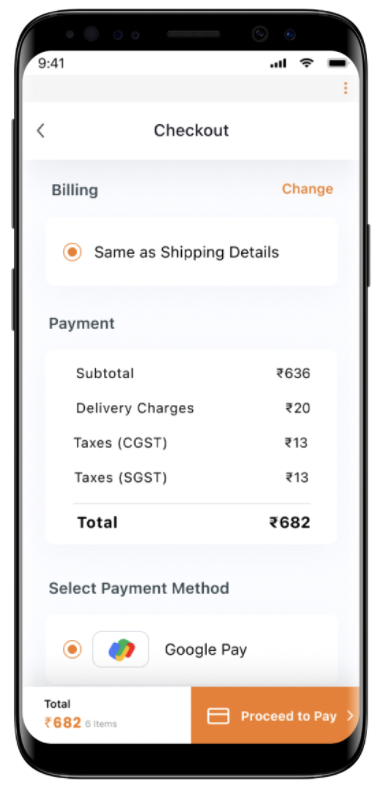 9:41
Checkout
Billing Change
Same as Shipping Details
Payment
Subtotal ₹636
Delivery Charges ₹20
Taxes (CGST) ₹13
Taxes (SGST) ₹13
Total ₹682
Select Payment Method
Google Pay
Total
₹682 6 Items
Proceed to Pay